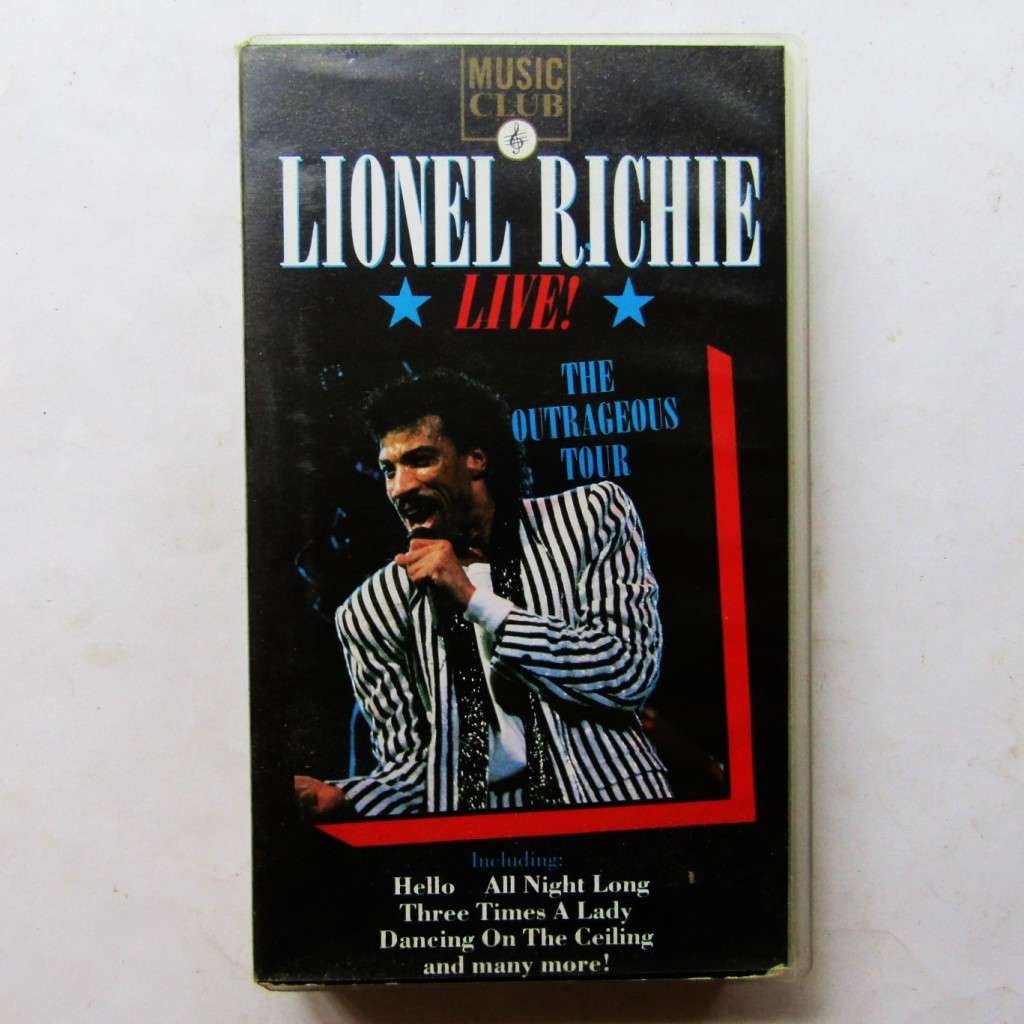 MUSIC
CLUB
LIONEL RICHIE
LIVE!
THE
OUTRAGEOUS
TOUR
Including:
Hello All Night Long
Three Times A Lady
Dancing On The Ceiling
and many more!